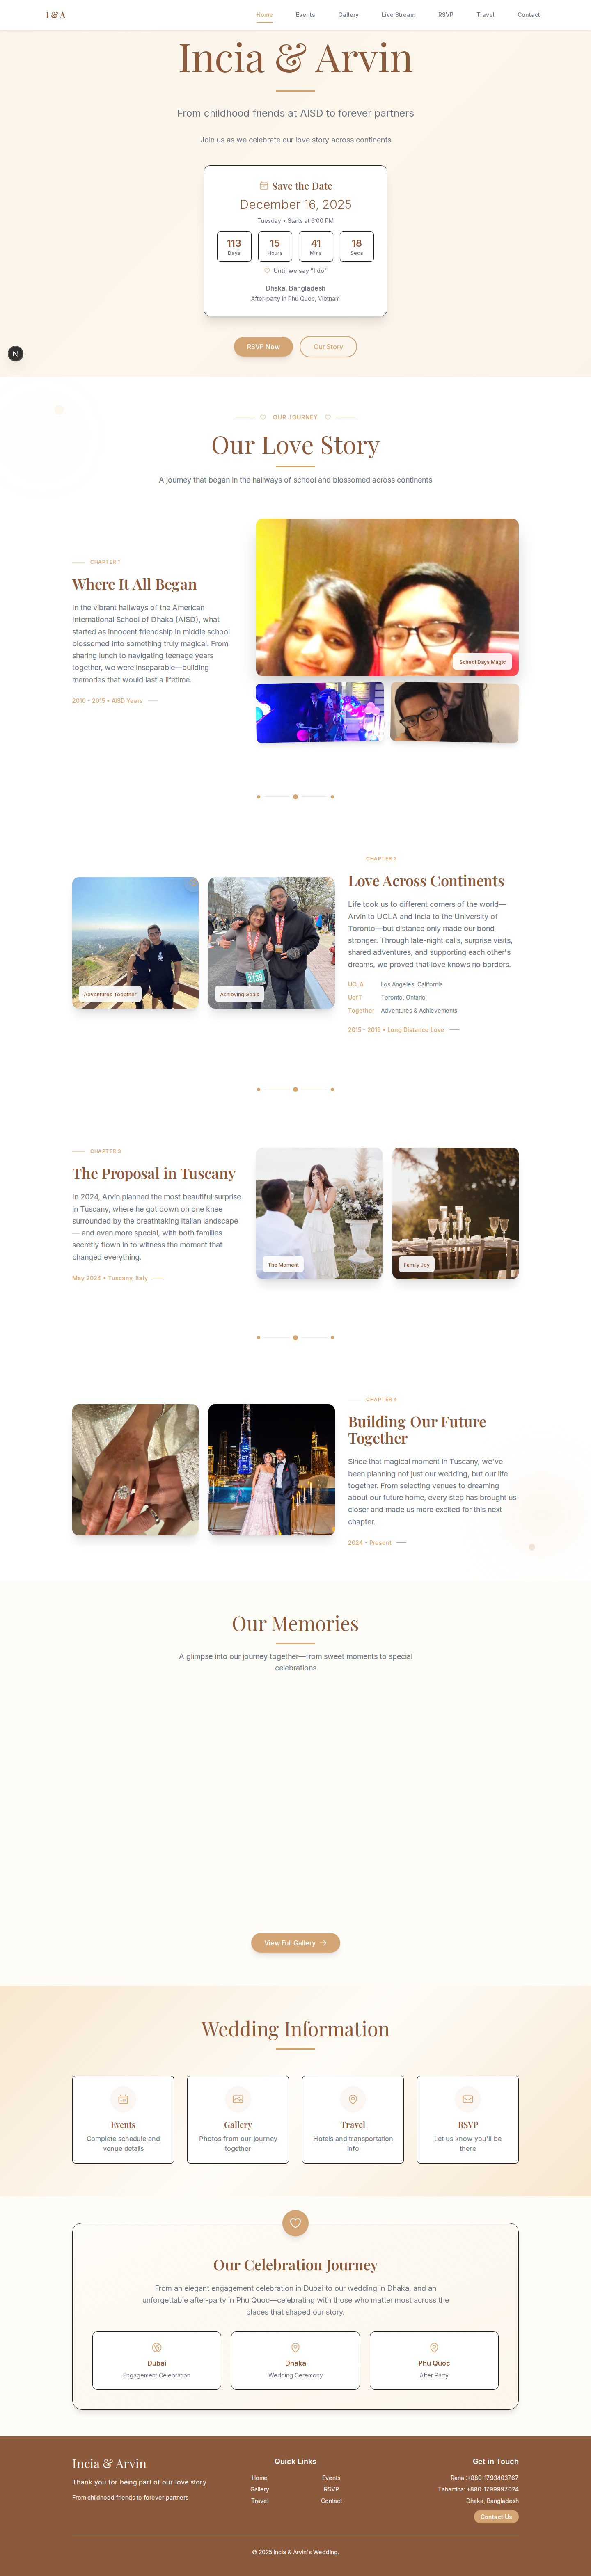 I & A
Home
Events
Gallery
Live Stream
RSVP
Travel
Contact
Incia & Arvin
From childhood friends at AISD to forever partners
Join us as we celebrate our love story across continents
Save the Date
December 16, 2025
Tuesday • Starts at 6:00 PM
113
Days
15
Hours
41
Mins
18
Secs
Until we say "I do"
Dhaka, Bangladesh
After-party in Phu Quoc, Vietnam
RSVP Now
Our Story
N
OUR JOURNEY
Our Love Story
A journey that began in the hallways of school and blossomed across continents
CHAPTER 1
Where It All Began
In the vibrant hallways of the American
International School of Dhaka (AISD), what
started as innocent friendship in middle school
blossomed into something truly magical. From
sharing lunch to navigating teenage years
together, we were inseparable—building
memories that would last a lifetime.
2010 - 2015 • AISD Years
School Days Magic
CHAPTER 2
Love Across Continents
Life took us to different corners of the world—
Arvin to UCLA and Incia to the University of
Toronto—but distance only made our bond
stronger. Through late-night calls, surprise visits,
shared adventures, and supporting each other's
dreams, we proved that love knows no borders.
UCLA
Los Angeles, California
UofT
Toronto, Ontario
Together
Adventures & Achievements
2015 - 2019 • Long Distance Love
Adventures Together
2139
Achieving Goals
CHAPTER 3
The Proposal in Tuscany
In 2024, Arvin planned the most beautiful surprise
in Tuscany, where he got down on one knee
surrounded by the breathtaking Italian landscape
— and even more special, with both families
secretly flown in to witness the moment that
changed everything.
May 2024 • Tuscany, Italy
The Moment
Family Joy
CHAPTER 4
Building Our Future
Together
Since that magical moment in Tuscany, we've
been planning not just our wedding, but our life
together. From selecting venues to dreaming
about our future home, every step has brought us
closer and made us more excited for this next
chapter.
2024 - Present
Our Memories
A glimpse into our journey together—from sweet moments to special
celebrations
View Full Gallery
Wedding Information
Events
Complete schedule and
venue details
Gallery
Photos from our journey
together
Travel
Hotels and transportation
info
RSVP
Let us know you'll be
there
Our Celebration Journey
From an elegant engagement celebration in Dubai to our wedding in Dhaka, and an
unforgettable after-party in Phu Quoc—celebrating with those who matter most across the
places that shaped our story.
Dubai
Engagement Celebration
Dhaka
Wedding Ceremony
Phu Quoc
After Party
Incia & Arvin
Thank you for being part of our love story
From childhood friends to forever partners
Quick Links
Home
Events
Gallery
RSVP
Travel
Contact
Get in Touch
Rana :+880-1793403767
Tahamina: +880-1799997024
Dhaka, Bangladesh
Contact Us
© 2025 Incia & Arvin's Wedding.